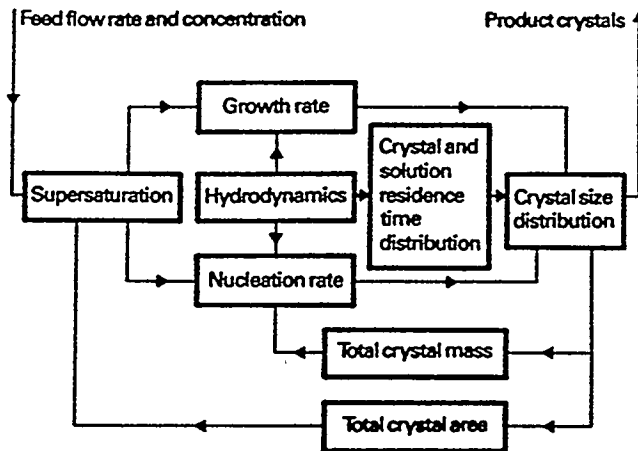 Feed flow rate and concentration
Product crystals
Growth rate
Crystal and
solution
residence
time
distribution
Supersaturation
Hydrodynamics
Crystal size
distribution
Nucleation rate
Total crystal mass
Total crystal area